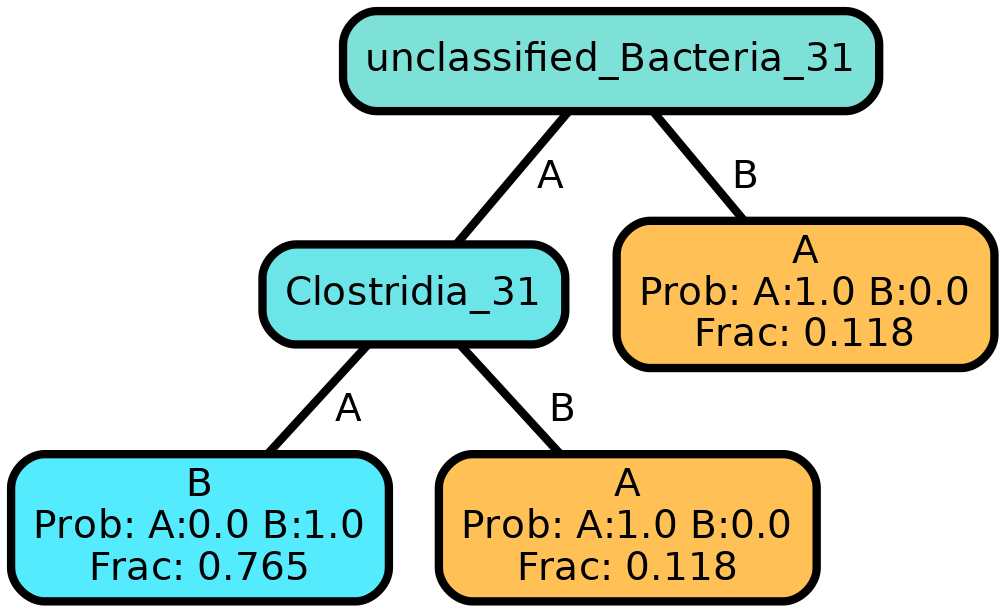 unclassified_Bacteria_31
A
B
A
Prob: A:1.0 B:0.0
Frac: 0.118
Clostridia_31
A
B
B
Prob: A:0.0 B:1.0
Frac: 0.765
A
Prob: A:1.0 B:0.0
Frac: 0.118